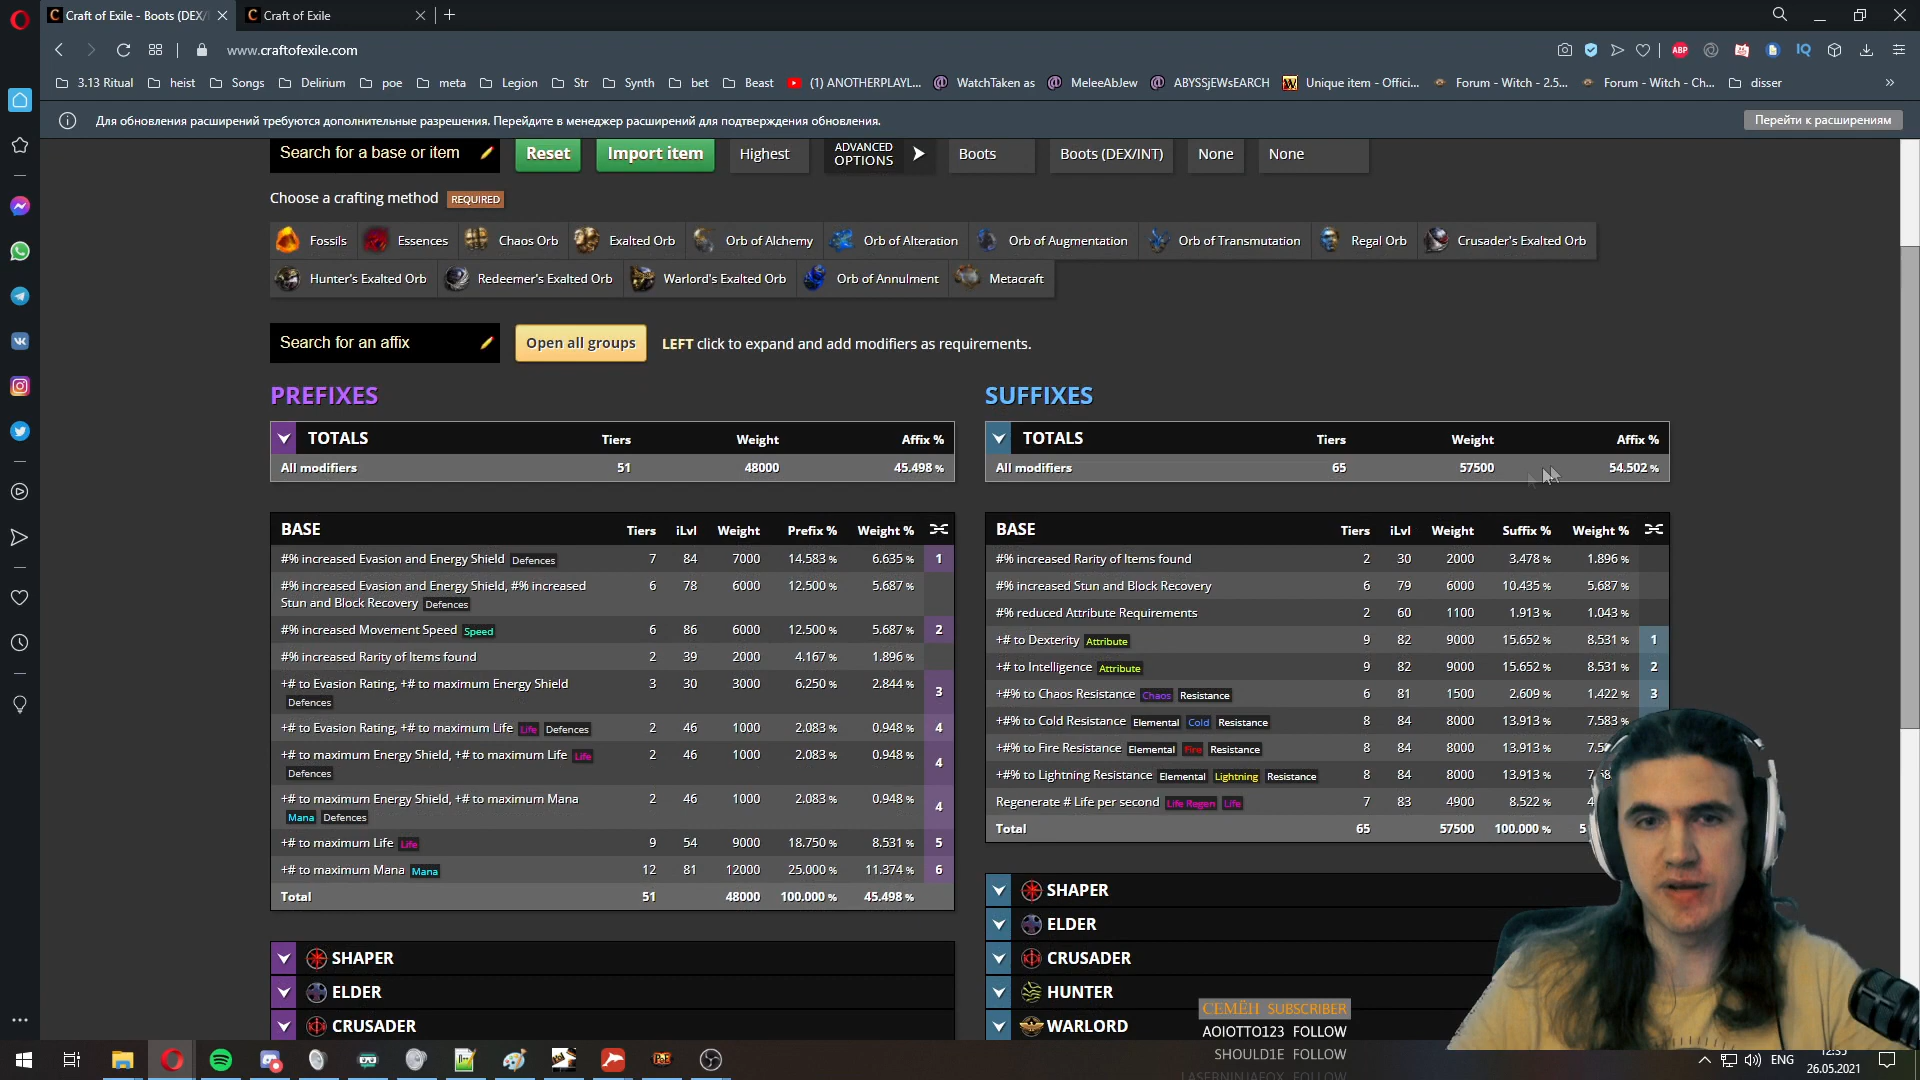 Craft of Exile - Boots (DEX/
Craft of Exile
www.craftofexile.com
ABP
IQ
3.13 Ritual
heist
Songs
Delirium
poe
meta
Legion
Str
Synth
bet
Beast
(1) ANOTHERPLAYL...
WatchTaken as
MeleeAbJew
ABYSSjEWsEARCH
Unique item - Offici...
Forum - Witch - 2.5...
Forum - Witch - Ch...
disser
Для обновления расширений требуются дополнительные разрешения. Перейдите в менеджер расширений для подтверждения обновления.
Перейти к расширениям
Search for a base or item
Reset
Import item
Highest
ADVANCED
OPTIONS
Boots
Boots (DEX/INT)
None
None
Choose a crafting method REQUIRED
Fossils
Essences
Chaos Orb
Exalted Orb
Orb of Alchemy
Orb of Alteration
Orb of Augmentation
Orb of Transmutation
Regal Orb
Crusader's Exalted Orb
Hunter's Exalted Orb
Redeemer's Exalted Orb
Warlord's Exalted Orb
Orb of Annulment
Metacraft
Search for an affix
Open all groups
LEFT click to expand and add modifiers as requirements.
PREFIXES
TOTALS Tiers Weight Affix %
All modifiers 51 48000 45.498 %
BASE Tiers iLvl Weight Prefix % Weight %
#% increased Evasion and Energy Shield Defences 7 84 7000 14.583 % 6.635 % 1
#% increased Evasion and Energy Shield, #% increased
Stun and Block Recovery Defences 6 78 6000 12.500 % 5.687 %
#% increased Movement Speed Speed 6 86 6000 12.500 % 5.687 % 2
#% increased Rarity of Items found 2 39 2000 4.167 % 1.896 %
+# to Evasion Rating, +# to maximum Energy Shield
Defences 3 30 3000 6.250 % 2.844 % 3
+# to Evasion Rating, +# to maximum Life Life Defences 2 46 1000 2.083 % 0.948 % 4
+# to maximum Energy Shield, +# to maximum Life Life
Defences 2 46 1000 2.083 % 0.948 % 4
+# to maximum Energy Shield, +# to maximum Mana
Mana Defences 2 46 1000 2.083 % 0.948 % 4
+# to maximum Life Life 9 54 9000 18.750 % 8.531 % 5
+# to maximum Mana Mana 12 81 12000 25.000 % 11.374 % 6
Total 51 48000 100.000 % 45.498 %
SHAPER
ELDER
CRUSADER
SUFFIXES
TOTALS Tiers Weight Affix %
All modifiers 65 57500 54.502 %
BASE Tiers iLvl Weight Suffix % Weight %
#% increased Rarity of Items found 2 30 2000 3.478 % 1.896 %
#% increased Stun and Block Recovery 6 79 6000 10.435 % 5.687 %
#% reduced Attribute Requirements 2 60 1100 1.913 % 1.043 %
+# to Dexterity Attribute 9 82 9000 15.652 % 8.531 % 1
+# to Intelligence Attribute 9 82 9000 15.652 % 8.531 % 2
+#% to Chaos Resistance Chaos Resistance 6 81 1500 2.609 % 1.422 % 3
+#% to Cold Resistance Elemental Cold Resistance 8 84 8000 13.913 % 7.583 %
+#% to Fire Resistance Elemental Fire Resistance 8 84 8000 13.913 %
+#% to Lightning Resistance Elemental Lightning Resistance 8 84 8000 13.913 %
Regenerate # Life per second Life Regen Life 7 83 4900 8.522 %
Total 65 57500 100.000 %
SHAPER
ELDER
CRUSADER
HUNTER
WARLORD
СЕМЁН SUBSCRIBER
AOIOTTO123 FOLLOW
SHOULD1E FOLLOW
LASERNINJAFOX FOLLOW
ENG
12:35
26.05.2021